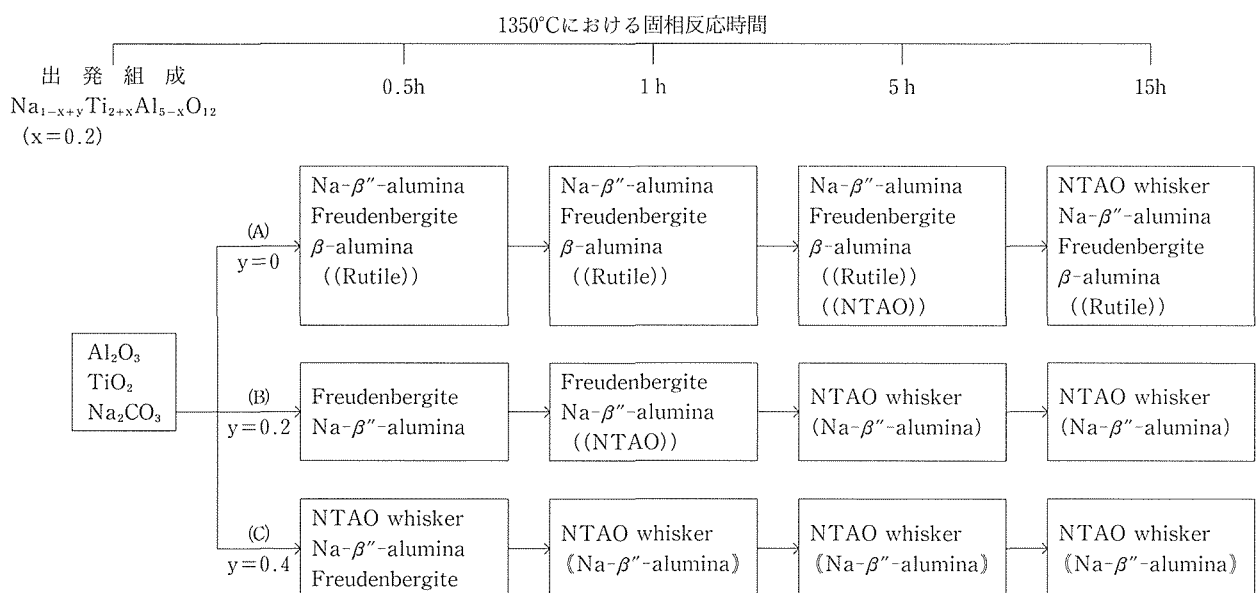 1350°Cにおける固相反応時間
出発組成
Na₁₋ₓ₊ᵧTi₂₊ₓAl₅₋ₓO₁₂
(x=0.2)
0.5h
1h
5h
15h
Al₂O₃
TiO₂
Na₂CO₃
(A)
y=0
Na-β″-alumina
Freudenbergite
β-alumina
((Rutile))
Na-β″-alumina
Freudenbergite
β-alumina
((Rutile))
Na-β″-alumina
Freudenbergite
β-alumina
((Rutile))
((NTAO))
NTAO whisker
Na-β″-alumina
Freudenbergite
β-alumina
((Rutile))
(B)
y=0.2
Freudenbergite
Na-β″-alumina
Freudenbergite
Na-β″-alumina
((NTAO))
NTAO whisker
(Na-β″-alumina)
NTAO whisker
(Na-β″-alumina)
(C)
y=0.4
NTAO whisker
Na-β″-alumina
Freudenbergite
NTAO whisker
《Na-β″-alumina》
NTAO whisker
《Na-β″-alumina》
NTAO whisker
《Na-β″-alumina》